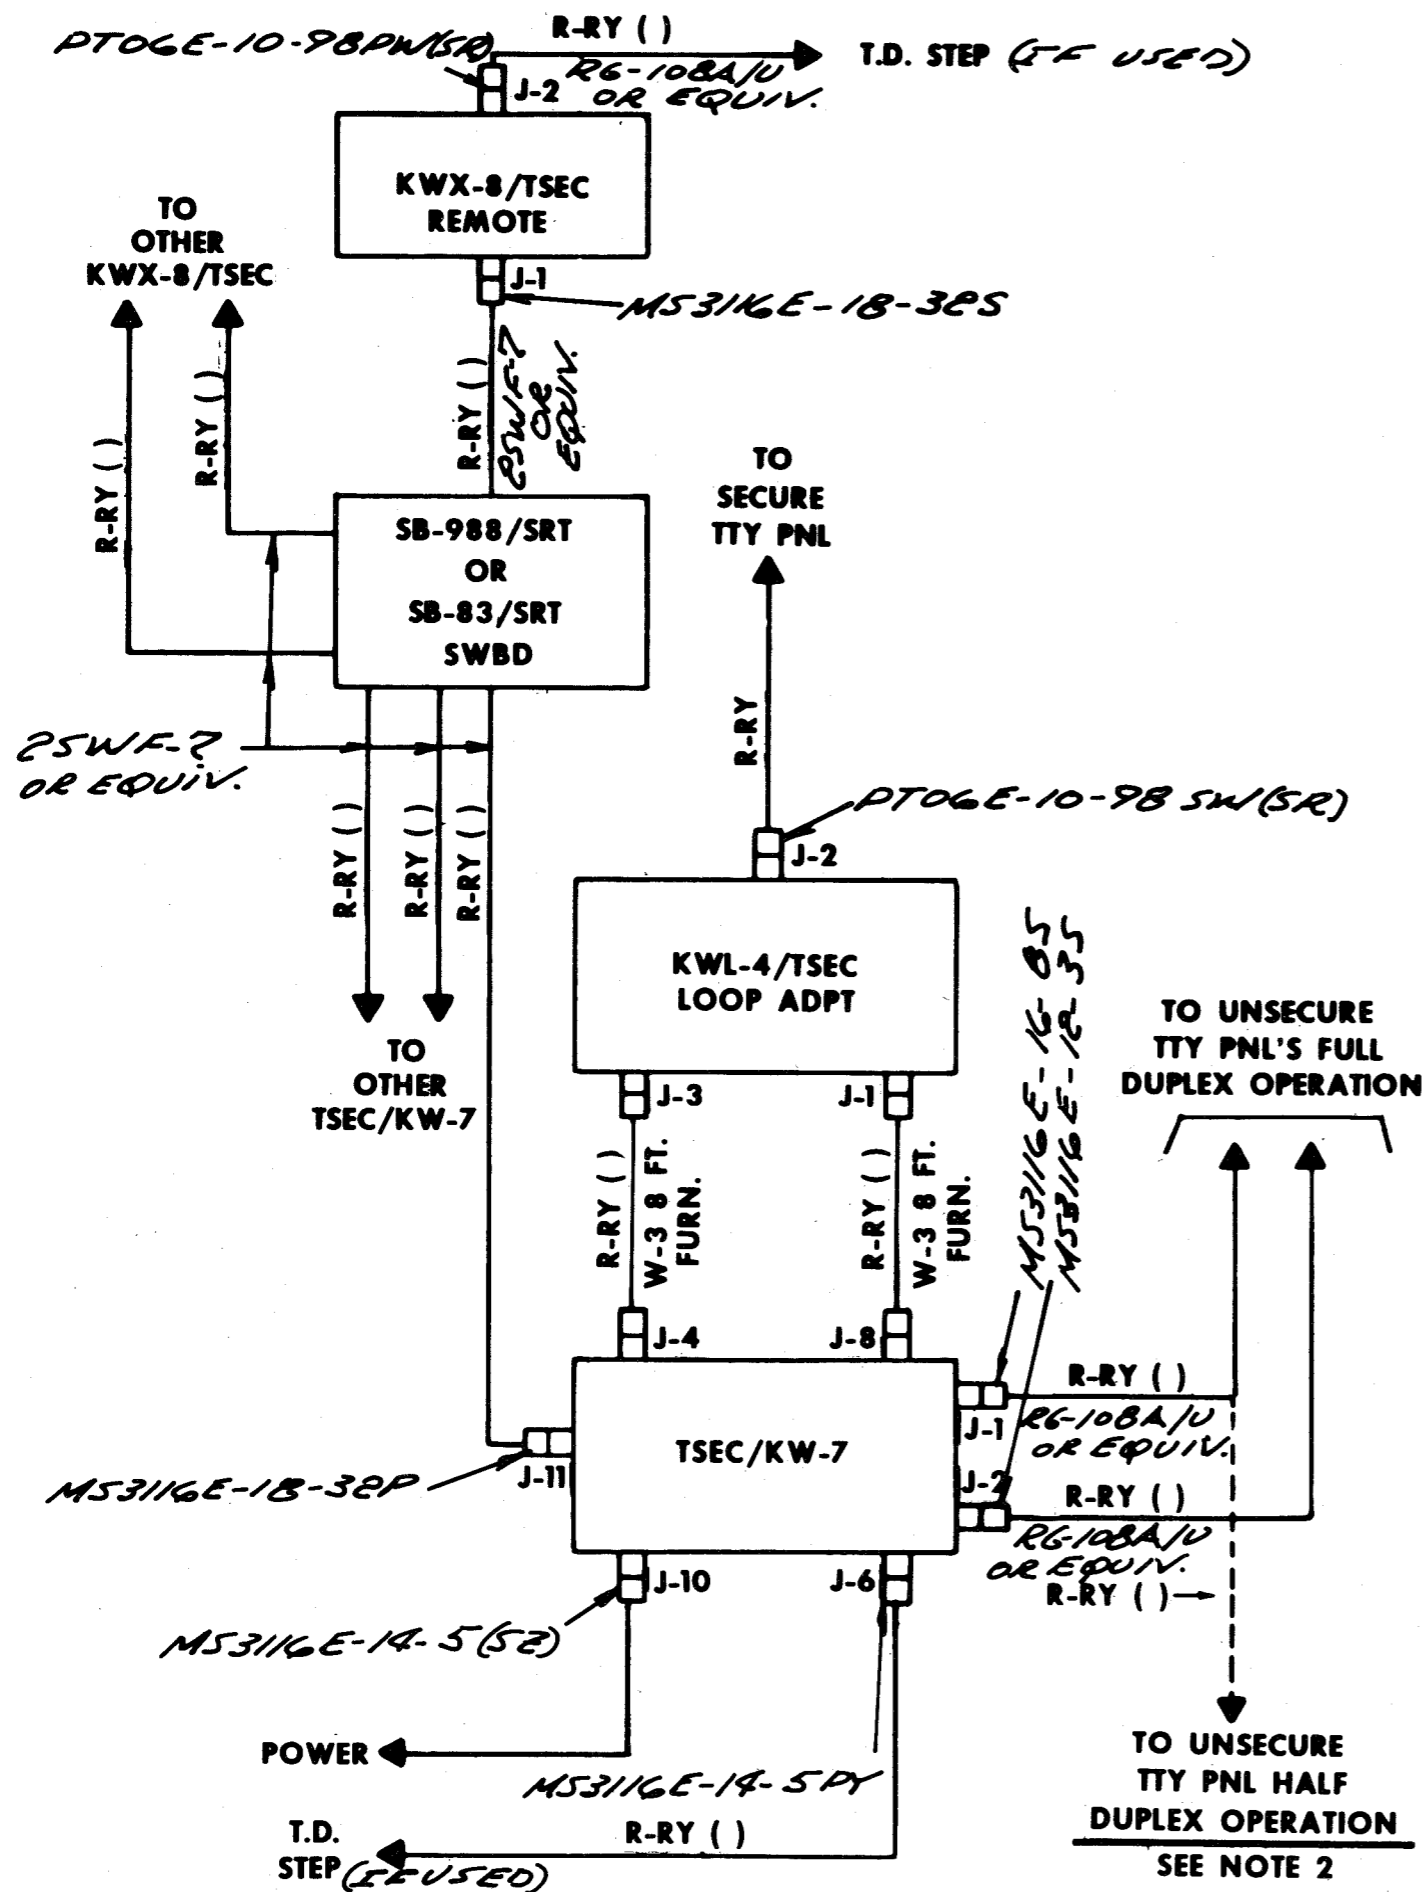 PT06E-10-98PW(SR)
R-RY ( )
T.D. STEP (IF USED)
RG-108A/U
OR EQUIV.
J-2
KWX-8/TSEC
REMOTE
TO
OTHER
KWX-8/TSEC
J-1
MS3116E-18-32S
R-RY ( )
R-RY ( )
R-RY ( )
25WF-7
OR
EQUIV.
SB-988/SRT
OR
SB-83/SRT
SWBD
TO
SECURE
TTY PNL
R-RY
25WF-7
OR EQUIV.
R-RY ( )
R-RY ( )
R-RY ( )
PT06E-10-98 SW(SR)
J-2
KWL-4/TSEC
LOOP ADPT
TO
OTHER
TSEC/KW-7
J-3
J-1
R-RY ( )
W-3 8 FT.
FURN.
R-RY ( )
W-3 8 FT.
FURN.
MS3116E-16-8S
MS3116E-12-3S
TO UNSECURE
TTY PNL'S FULL
DUPLEX OPERATION
J-4
J-8
TSEC/KW-7
J-1
R-RY ( )
RG-108A/U
OR EQUIV.
J-11
MS3116E-18-32P
J-2
R-RY ( )
RG-108A/U
OR EQUIV.
R-RY ( )
J-10
J-6
MS3116E-14-5(SZ)
POWER
MS3116E-14-5PY
T.D.
STEP (IF USED)
R-RY ( )
TO UNSECURE
TTY PNL HALF
DUPLEX OPERATION
SEE NOTE 2